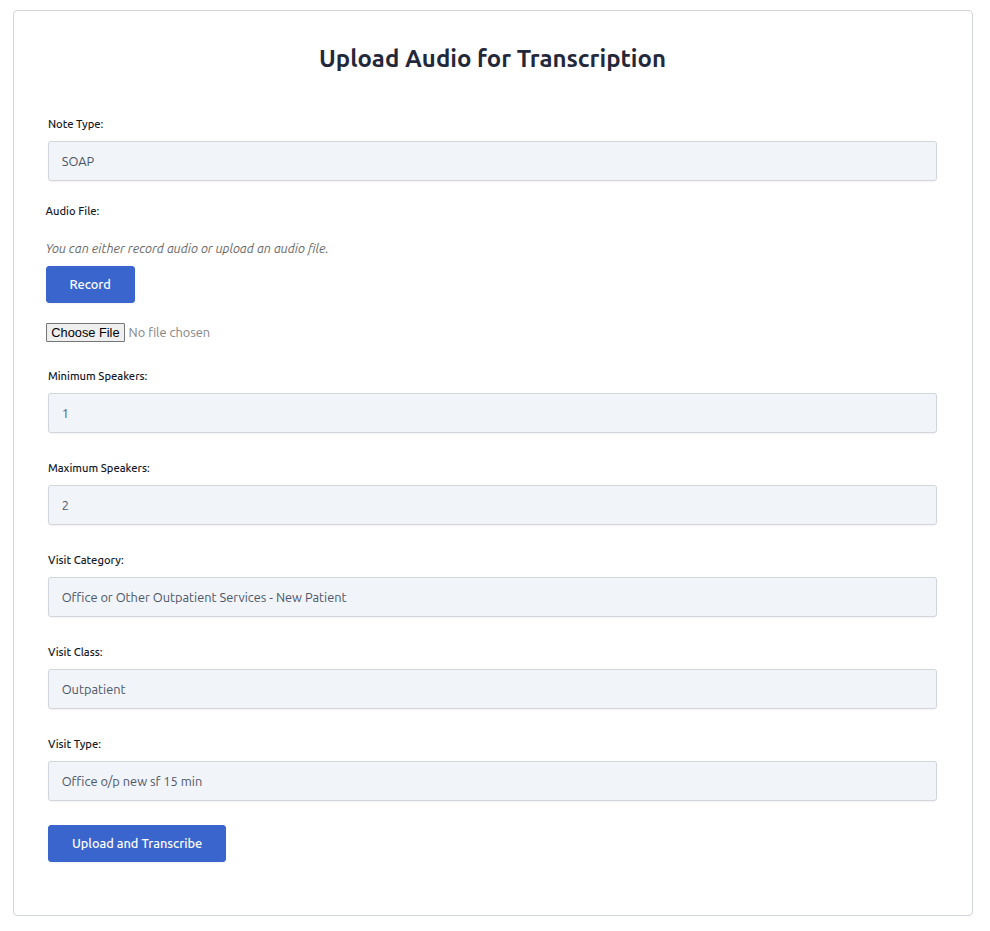 Upload Audio for Transcription
Note Type:
SOAP
Audio File:
You can either record audio or upload an audio file.
Record
Choose File No file chosen
Minimum Speakers:
1
Maximum Speakers:
2
Visit Category:
Office or Other Outpatient Services - New Patient
Visit Class:
Outpatient
Visit Type:
Office o/p new sf 15 min
Upload and Transcribe